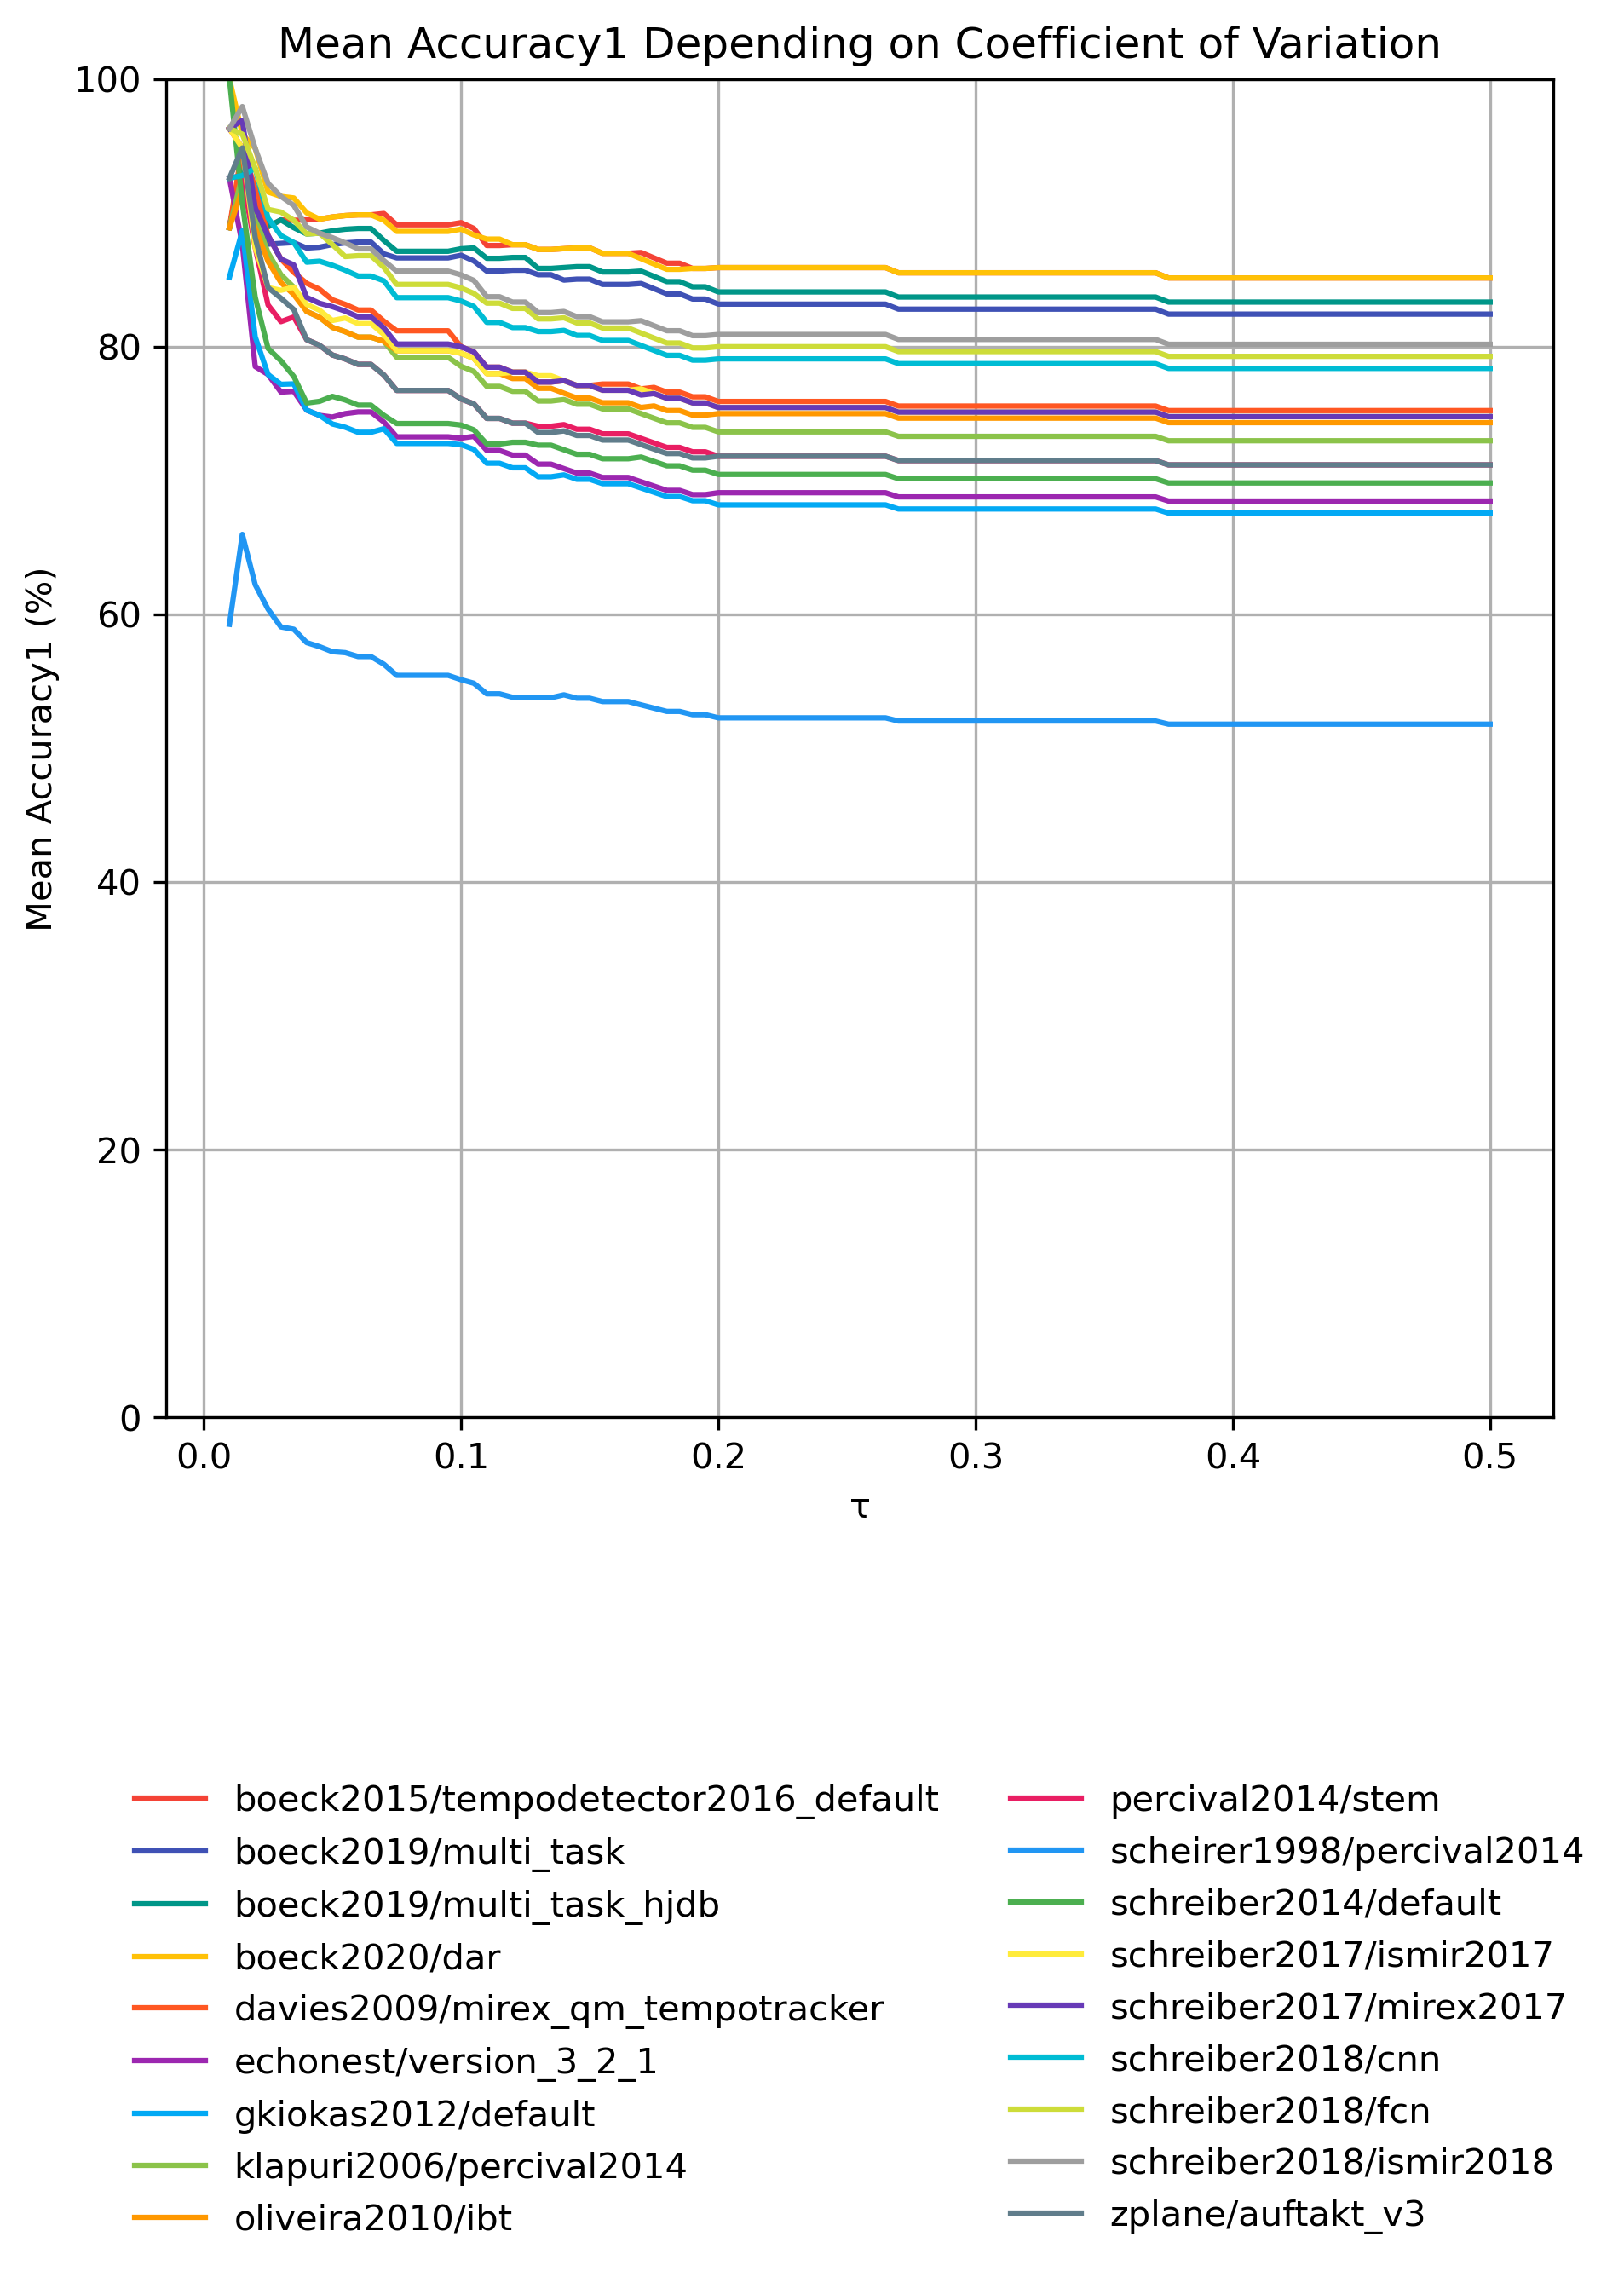 Mean Accuracy1 Depending on Coefficient of Variation
100
80
60
40
20
0
Mean Accuracy1 (%)
0.0 0.1 0.2 0.3 0.4 0.5
τ
boeck2015/tempodetector2016_default
boeck2019/multi_task
boeck2019/multi_task_hjdb
boeck2020/dar
davies2009/mirex_qm_tempotracker
echonest/version_3_2_1
gkiokas2012/default
klapuri2006/percival2014
oliveira2010/ibt
percival2014/stem
scheirer1998/percival2014
schreiber2014/default
schreiber2017/ismir2017
schreiber2017/mirex2017
schreiber2018/cnn
schreiber2018/fcn
schreiber2018/ismir2018
zplane/auftakt_v3